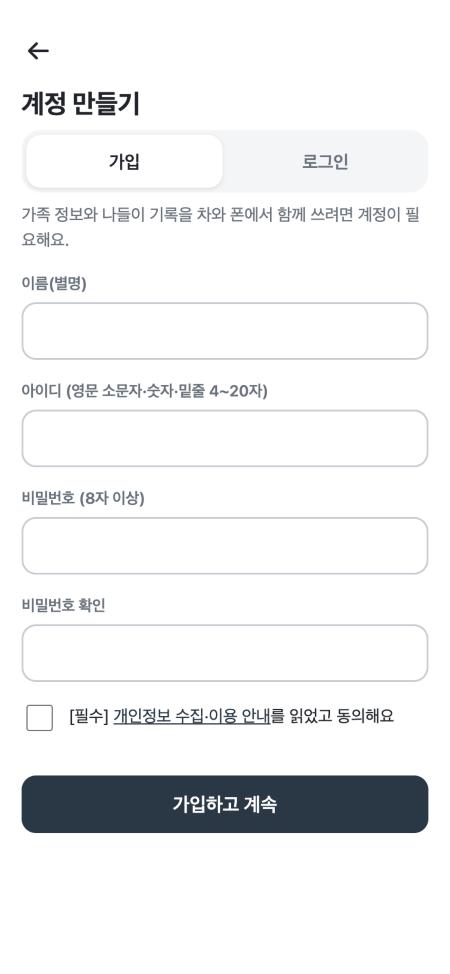 계정 만들기
가입
로그인
가족 정보와 나들이 기록을 차와 폰에서 함께 쓰려면 계정이 필
요해요.
이름(별명)
아이디 (영문 소문자·숫자·밑줄 4~20자)
비밀번호 (8자 이상)
비밀번호 확인
[필수] 개인정보 수집·이용 안내를 읽었고 동의해요
가입하고 계속